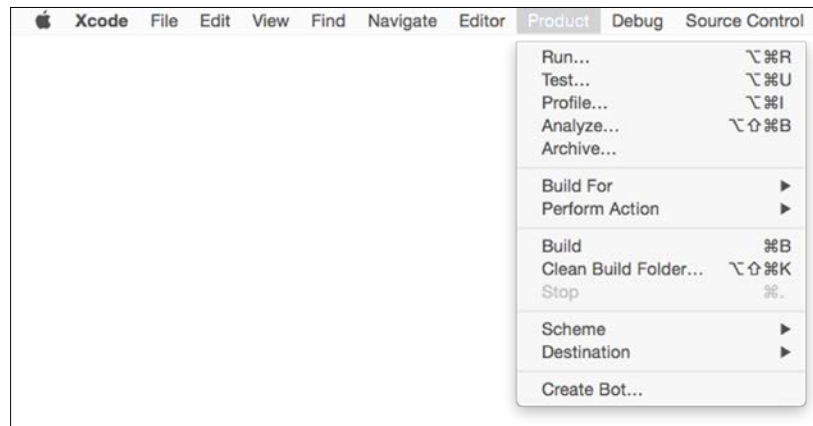 Xcode File Edit View Find Navigate Editor Product Debug Source Control
Run... ⌥⌘R
Test... ⌥⌘U
Profile... ⌥⌘I
Analyze... ⌥⇧⌘B
Archive...
Build For ▶
Perform Action ▶
Build ⌘B
Clean Build Folder... ⌥⇧⌘K
Stop ⌘.
Scheme ▶
Destination ▶
Create Bot...